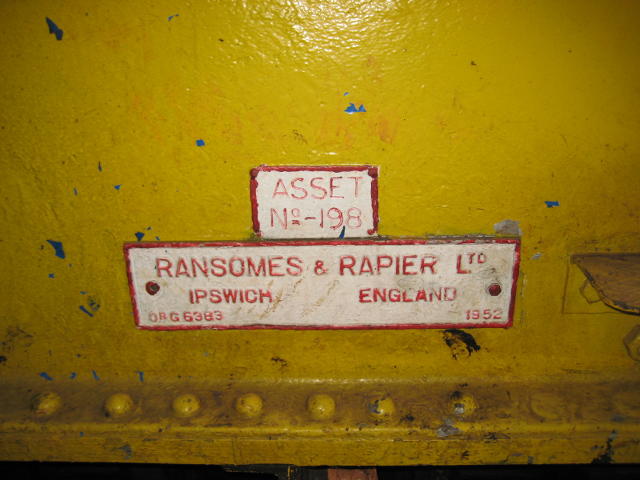 ASSET
Nº-198
RANSOMES & RAPIER LTD
IPSWICH ENGLAND
ORG 6383 1952